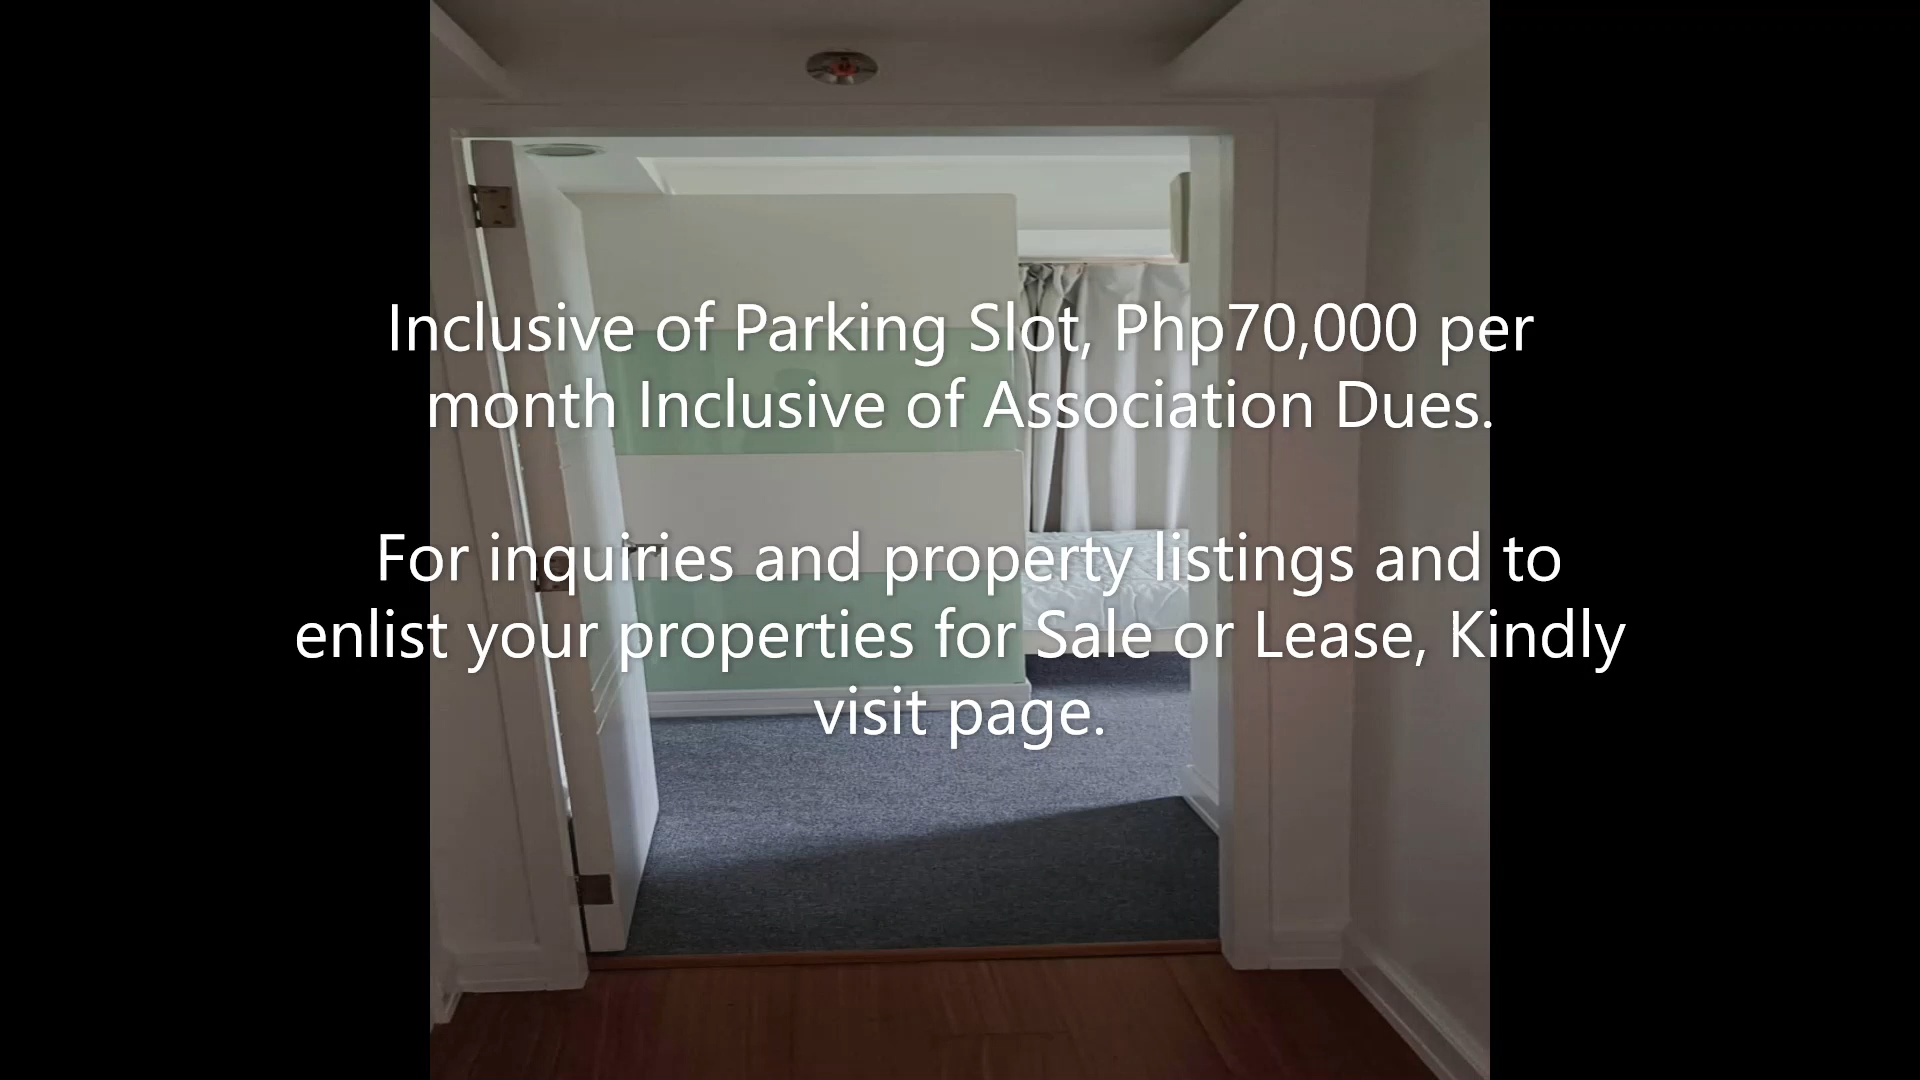 Inclusive of Parking Slot, Php70,000 per
month Inclusive of Association Dues.
For inquiries and property listings and to
enlist your properties for Sale or Lease, Kindly
visit page.